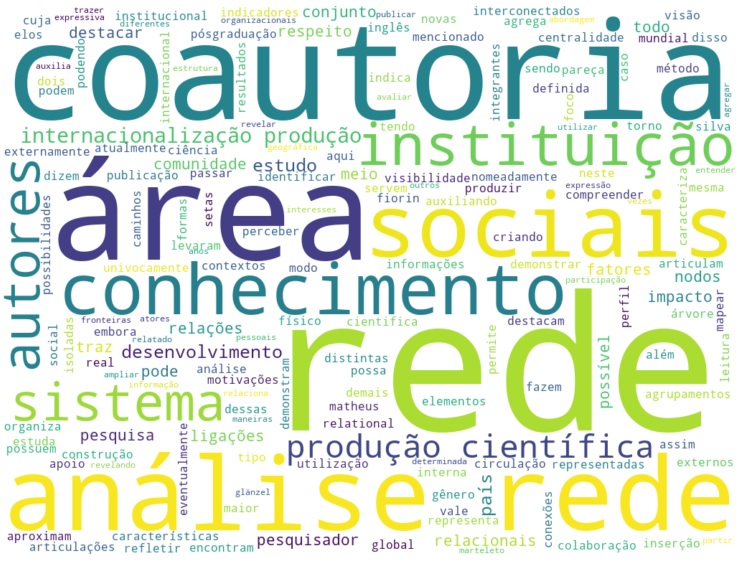 cuja
trazer
expressiva
organizacionais
publicar
abordagem
diferentes
indicadores
institucional
conjunto
inglês
novas
interconectados
agrega
visão
elos
destacar
pósgraduação
respeito
mencionado
centralidade
todo
mundial
disso
auxilia
dois
podem
podendo
estrutura
internacional
resultados
avaliar
indica
integrantes
sendo
pareça
definida
foco
caso
método
agregar
coautoria
revelar
utilizar
internacionalização produção
tendo
torno
silva
instituição
externamente
atualmente
ciência
geográfica
comunidade
estudo
aqui
meio
dizem
publicação
passar
identificar
visibilidade
nomeadamente
neste
entender
mesma
servem
outros
produzir
expressão
compreender
caracteriza
autores
possibilidades
área
caminhos
formas
setas
interesses
fiorin
auxiliando
vezes
perceber
levaram
anos
criando
sociais
demonstrar
fatores
articulam
univocamente
contextos
modo
informações
participação
nodos
conhecimento
perfil
impacto
árvore
mapear
fronteiras
atores
pessoais
físico
científica
destacam
embora
relações
social
isoladas
relatado
traz
desenvolvimento
real
ampliar
pode
análise
informação
motivações
relaciona
dessas
maneiras
distintas
possa
permite
rede
possível
além
leitura
fazem
demais
elementos
agrupamentos
sistema
demonstram
matheus
relational
organiza
estuda
possuem
pesquisa
ligações
construção
apoio
revelando
tipo
utilização
eventualmente
produção científica
assim
interna
determinada
circulação
representadas
externos
análise rede
glänzel
maior
gênero
vale
representa
país
conexões
colaboração
inserção
aproximam
características
articulações
refletir
encontram
pesquisador
global
relacionais
marteleto
partir